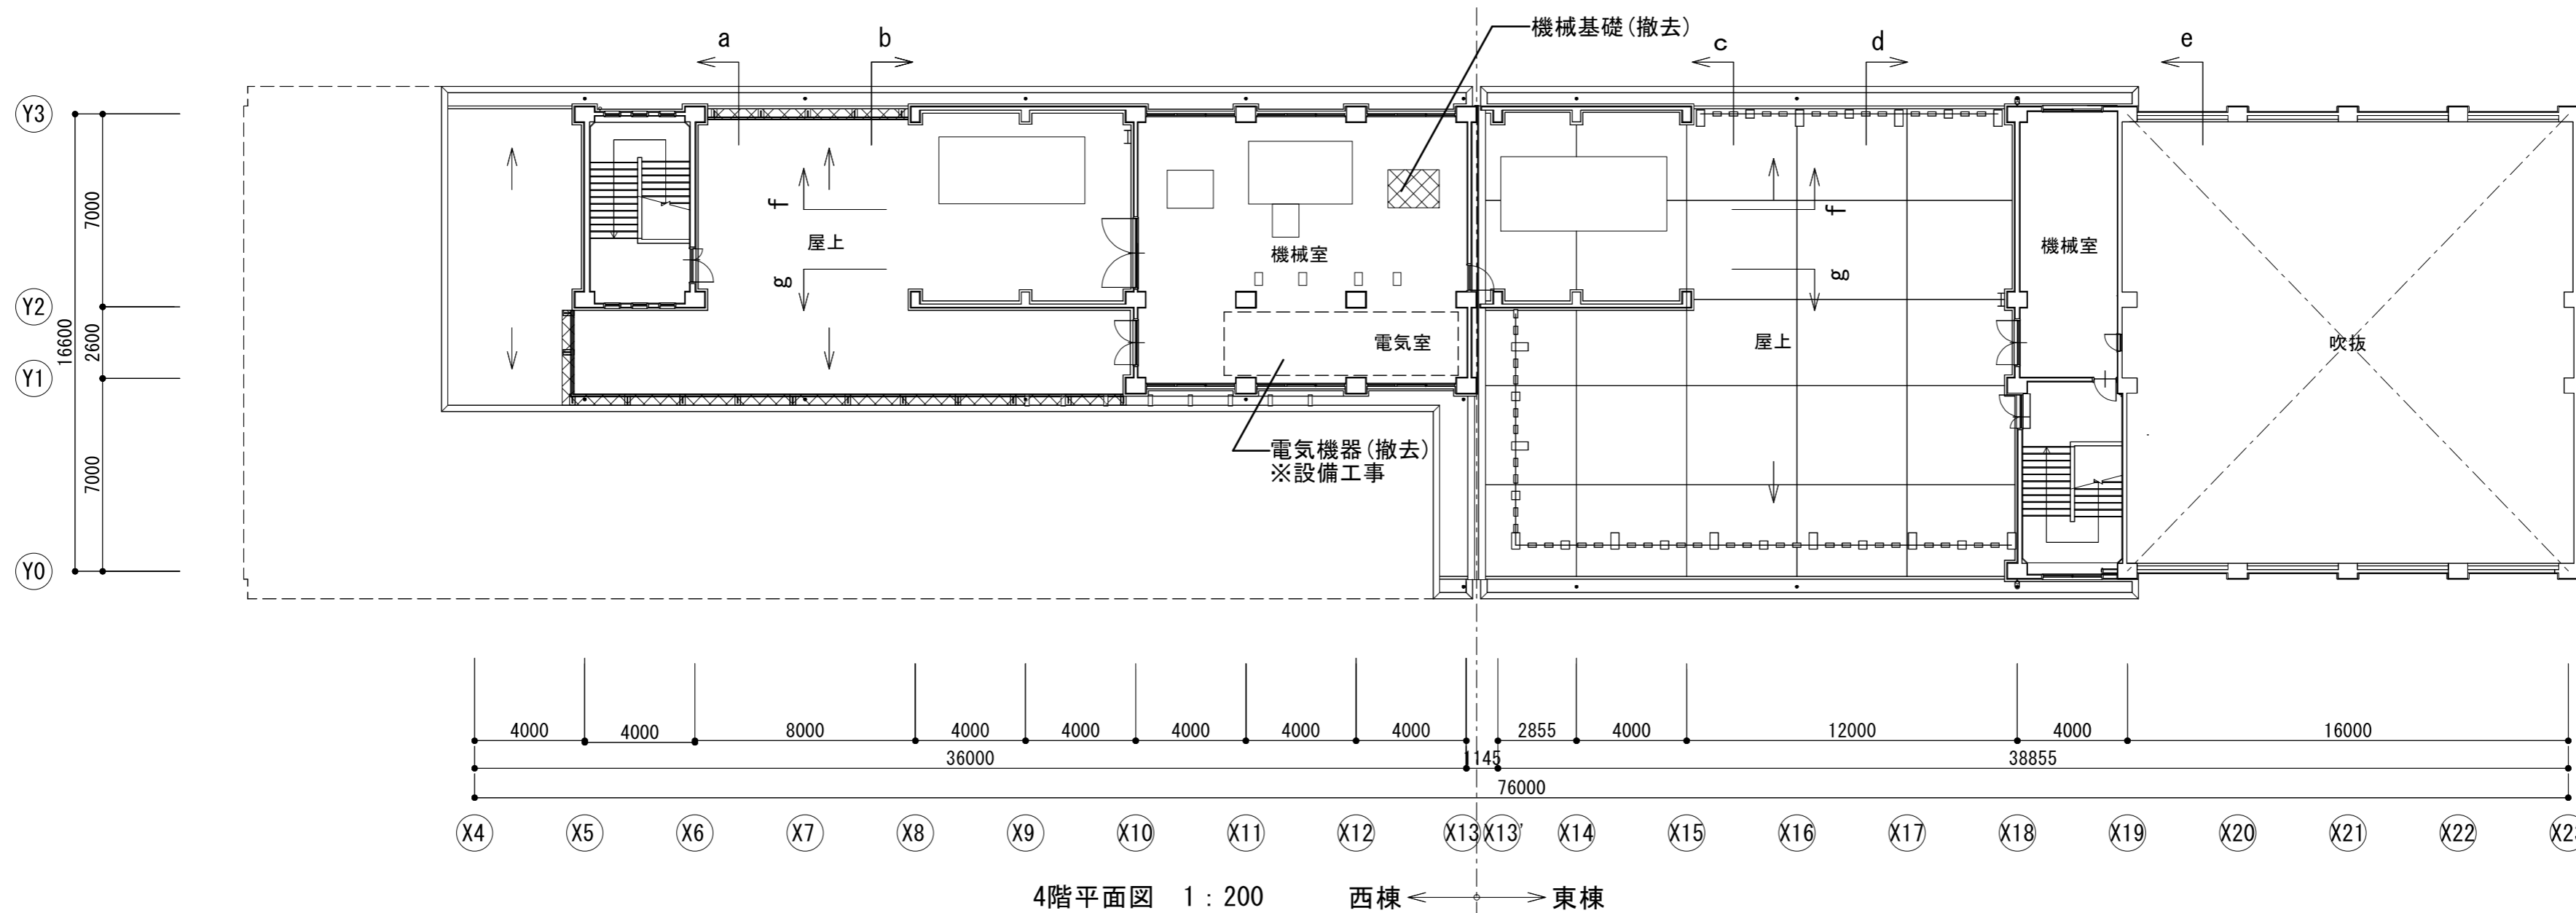 機械基礎(撤去)
a
b
c
d
e
Y3
7000
f
屋上
g
機械室
f
g
機械室
Y2
16600
2600
電気室
屋上
吹抜
Y1
7000
電気機器(撤去)
※設備工事
Y0
4000
4000
8000
4000
4000
4000
4000
4000
2855
4000
12000
4000
16000
36000
1145
38855
76000
X4
X5
X6
X7
X8
X9
X10
X11
X12
X13
X13'
X14
X15
X16
X17
X18
X19
X20
X21
X22
4階平面図 1:200
西棟
東棟